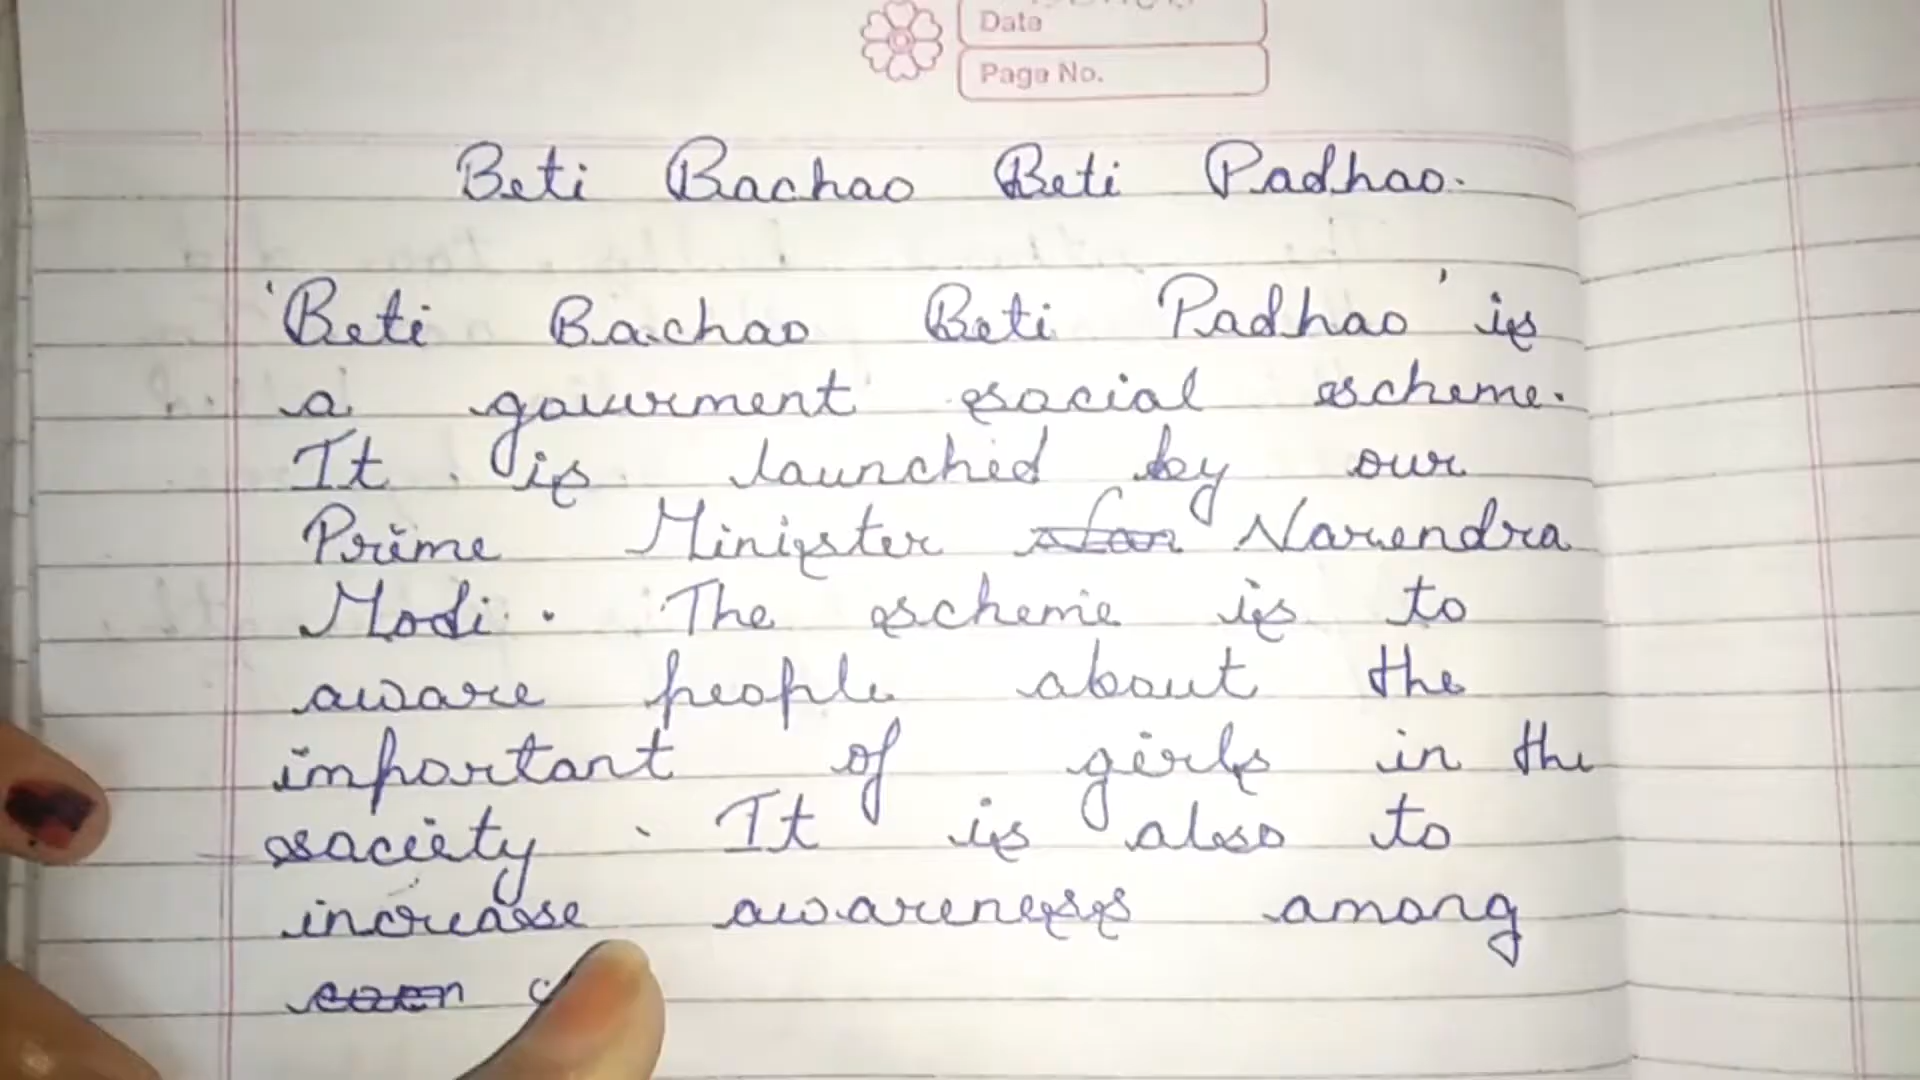 Date
Page No.
Beti Bachao Beti Padhao.
'Beti Bachao Beti Padhao' is
a gouvrment social scheme.
It is launched by our
Prime Minister Narendra
Modi. The scheme is to
aware people about the
important of girls in the
society. It is also to
increase awareness among